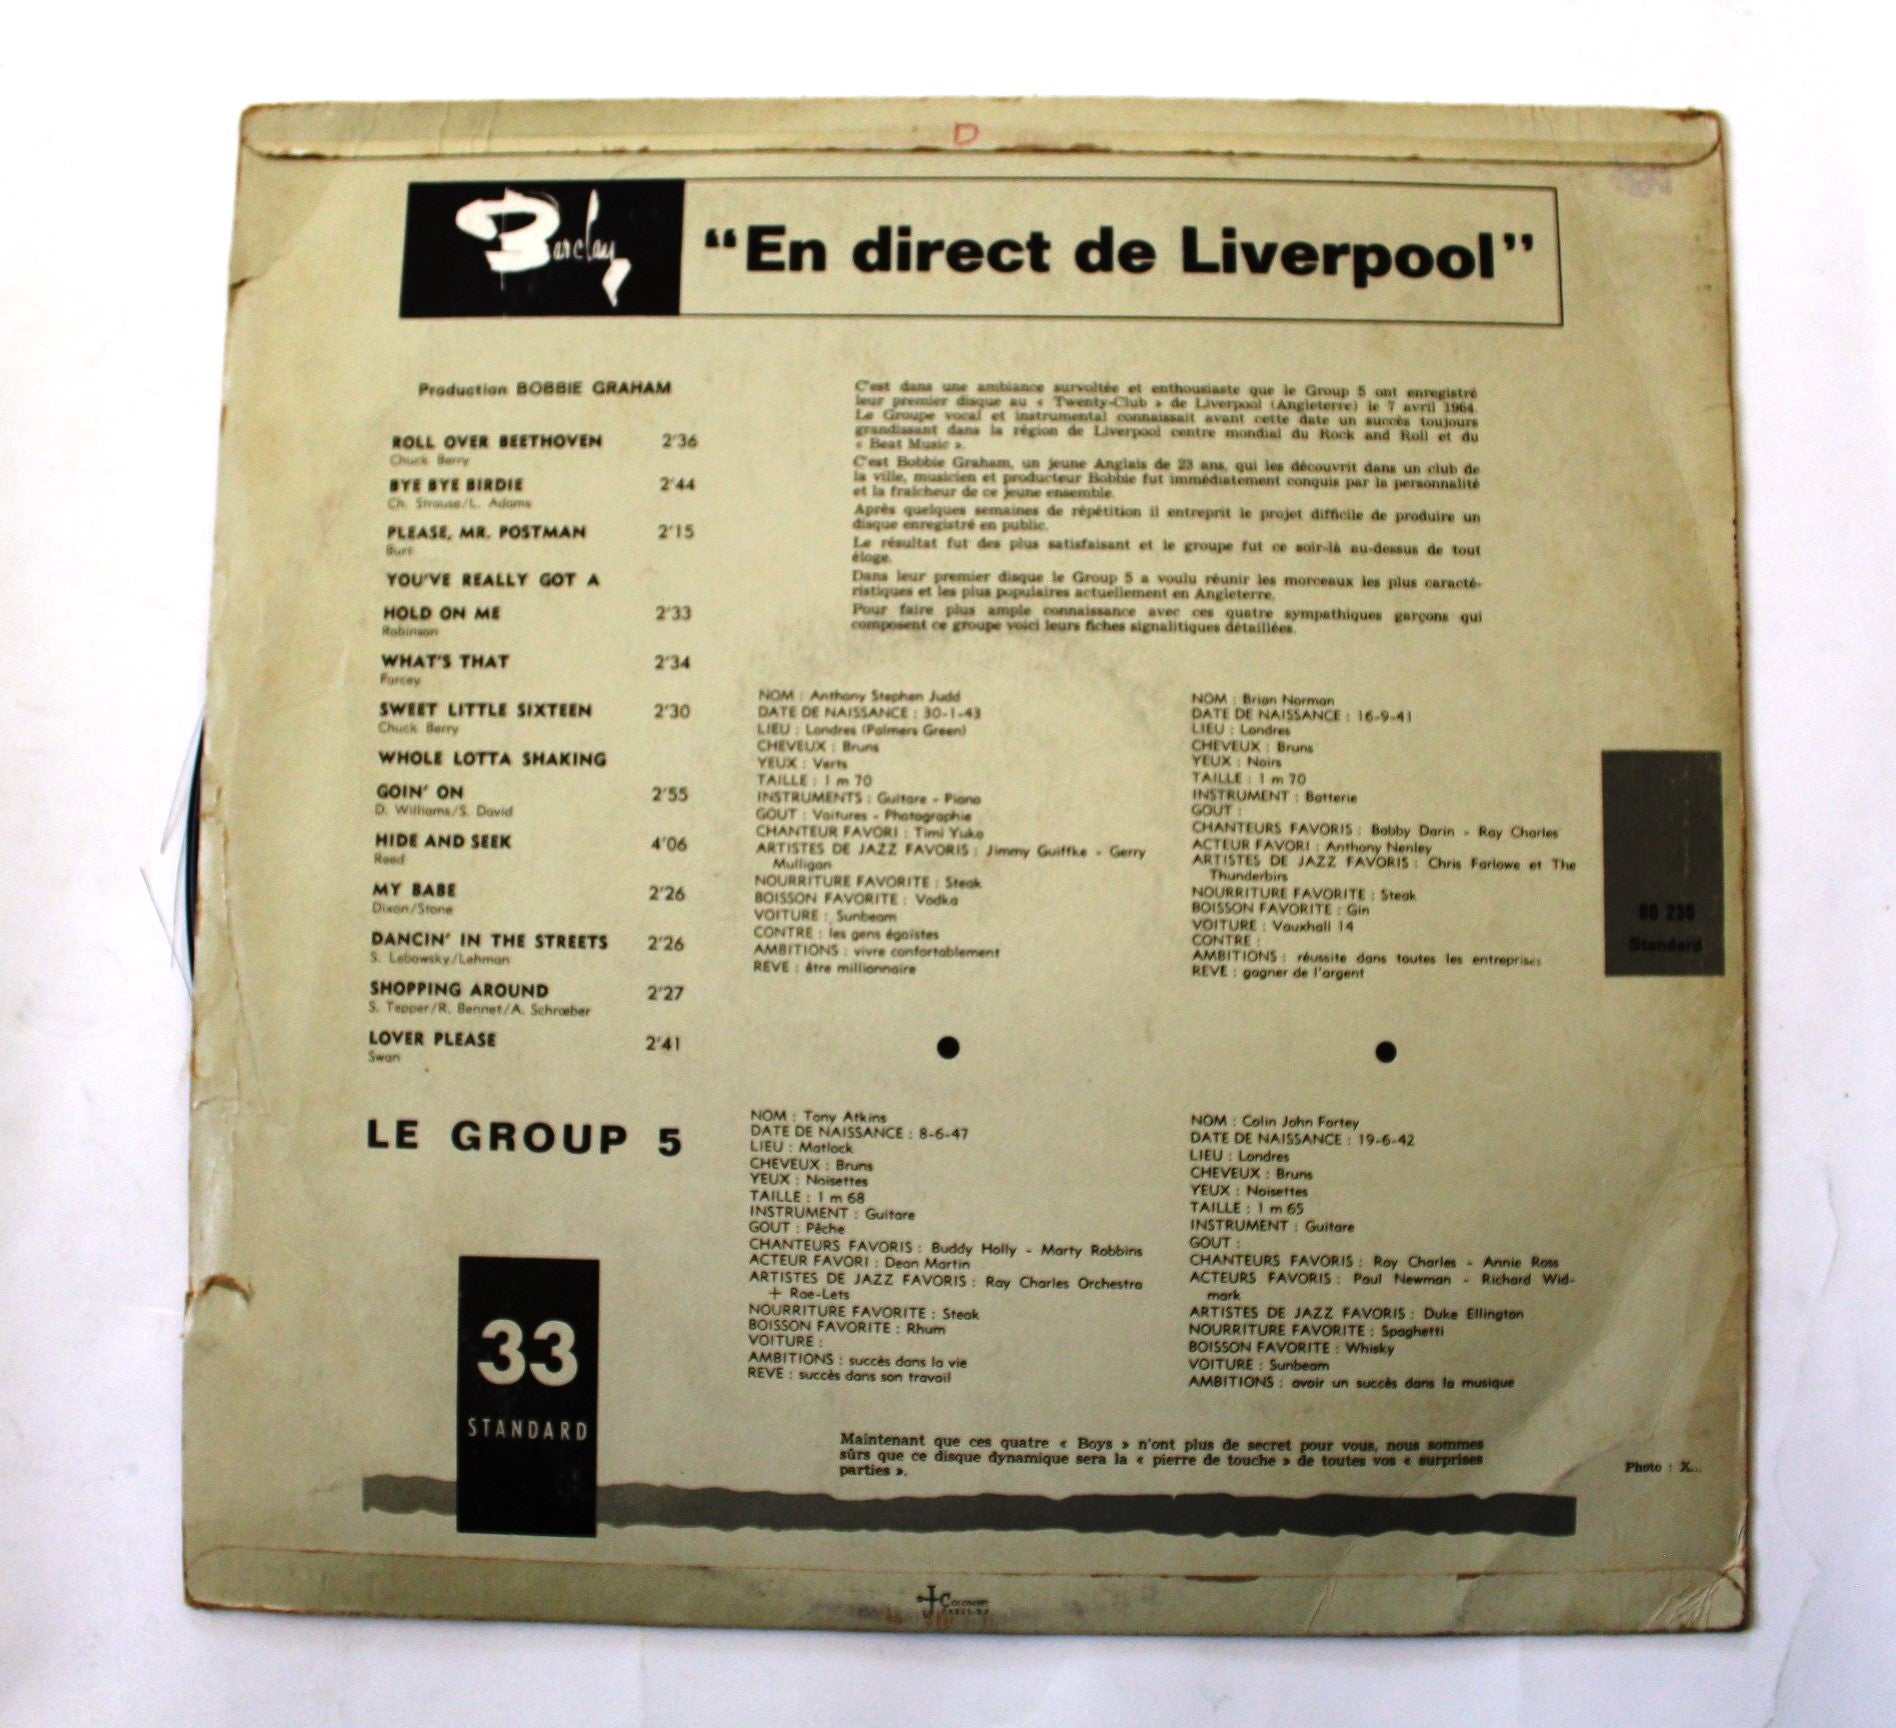 D
Barclay
“En direct de Liverpool”
Production BOBBIE GRAHAM
ROLL OVER BEETHOVEN 2'36
Chuck Berry
BYE BYE BIRDIE 2'44
Ch. Strouse/L. Adams
PLEASE, MR. POSTMAN 2'15
Burt
YOU'VE REALLY GOT A
HOLD ON ME 2'33
Robinson
WHAT'S THAT 2'34
Furcey
SWEET LITTLE SIXTEEN 2'30
Chuck Berry
WHOLE LOTTA SHAKING
GOIN' ON 2'55
D. Williams/S. David
HIDE AND SEEK 4'06
Reed
MY BABE 2'26
Dixon/Stone
DANCIN' IN THE STREETS 2'26
S. Lebowsky/Lehman
SHOPPING AROUND 2'27
S. Tepper/R. Bennet/A. Schrœber
LOVER PLEASE 2'41
Swan
LE GROUP 5
33
STANDARD
C'est dans une ambiance survoltée et enthousiaste que le Group 5 ont enregistré
leur premier disque au « Twenty-Club » de Liverpool (Angleterre) le 7 avril 1964.
Le Groupe vocal et instrumental connaissait avant cette date un succès toujours
grandissant dans la région de Liverpool centre mondial du Rock and Roll et du
« Beat Music ».
C'est Bobbie Graham, un jeune Anglais de 23 ans, qui les découvrit dans un club de
la ville, musicien et producteur Bobbie fut immédiatement conquis par la personnalité
et la fraîcheur de ce jeune ensemble.
Après quelques semaines de répétition il entreprit le projet difficile de produire un
disque enregistré en public.
Le résultat fut des plus satisfaisant et le groupe fut ce soir-là au-dessus de tout
éloge.
Dans leur premier disque le Group 5 a voulu réunir les morceaux les plus caracté-
ristiques et les plus populaires actuellement en Angleterre.
Pour faire plus ample connaissance avec ces quatre sympathiques garçons qui
composent ce groupe voici leurs fiches signalitiques détaillées.
NOM : Anthony Stephen Judd
DATE DE NAISSANCE : 30-1-43
LIEU : Londres (Palmers Green)
CHEVEUX : Bruns
YEUX : Verts
TAILLE : 1 m 70
INSTRUMENTS : Guitare - Piano
GOUT : Voitures - Photographie
CHANTEUR FAVORI : Timi Yuko
ARTISTES DE JAZZ FAVORIS : Jimmy Guiffke - Gerry
Mulligan
NOURRITURE FAVORITE : Steak
BOISSON FAVORITE : Vodka
VOITURE : Sunbeam
CONTRE : les gens égoïstes
AMBITIONS : vivre confortablement
REVE : être millionnaire
NOM : Brian Norman
DATE DE NAISSANCE : 16-9-41
LIEU : Londres
CHEVEUX : Bruns
YEUX : Noirs
TAILLE : 1 m 70
INSTRUMENT : Batterie
GOUT :
CHANTEURS FAVORIS : Bobby Darin - Ray Charles
ACTEUR FAVORI : Anthony Nenley
ARTISTES DE JAZZ FAVORIS : Chris Farlowe et The
Thunderbirs
NOURRITURE FAVORITE : Steak
BOISSON FAVORITE : Gin
VOITURE : Vauxhall 14
CONTRE :
AMBITIONS : réussite dans toutes les entreprises
REVE : gagner de l'argent
80 230
Standard
NOM : Tony Atkins
DATE DE NAISSANCE : 8-6-47
LIEU : Matlock
CHEVEUX : Bruns
YEUX : Noisettes
TAILLE : 1 m 68
INSTRUMENT : Guitare
GOUT : Pêche
CHANTEURS FAVORIS : Buddy Holly - Marty Robbins
ACTEUR FAVORI : Dean Martin
ARTISTES DE JAZZ FAVORIS : Ray Charles Orchestra
+ Rae-Lets
NOURRITURE FAVORITE : Steak
BOISSON FAVORITE : Rhum
VOITURE :
AMBITIONS : succès dans la vie
REVE : succès dans son travail
NOM : Colin John Fortey
DATE DE NAISSANCE : 19-6-42
LIEU : Londres
CHEVEUX : Bruns
YEUX : Noisettes
TAILLE : 1 m 65
INSTRUMENT : Guitare
GOUT :
CHANTEURS FAVORIS : Ray Charles - Annie Ross
ACTEURS FAVORIS : Paul Newman - Richard Wid-
mark
ARTISTES DE JAZZ FAVORIS : Duke Ellington
NOURRITURE FAVORITE : Spaghetti
BOISSON FAVORITE : Whisky
VOITURE : Sunbeam
AMBITIONS : avoir un succès dans la musique
Maintenant que ces quatre « Boys » n'ont plus de secret pour vous, nous sommes
sûrs que ce disque dynamique sera la « pierre de touche » de toutes vos « surprises
parties ».
Photo : X...